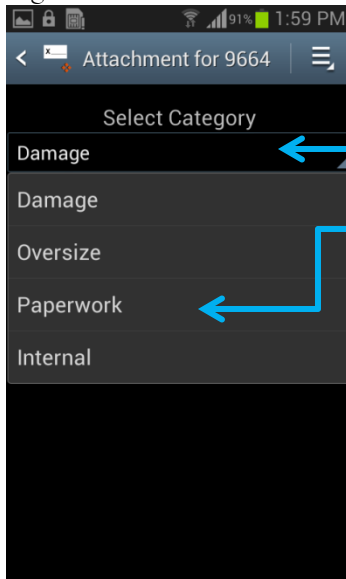 91% 1:59 PM
Attachment for 9664
Select Category
Damage
Damage
Oversize
Paperwork
Internal